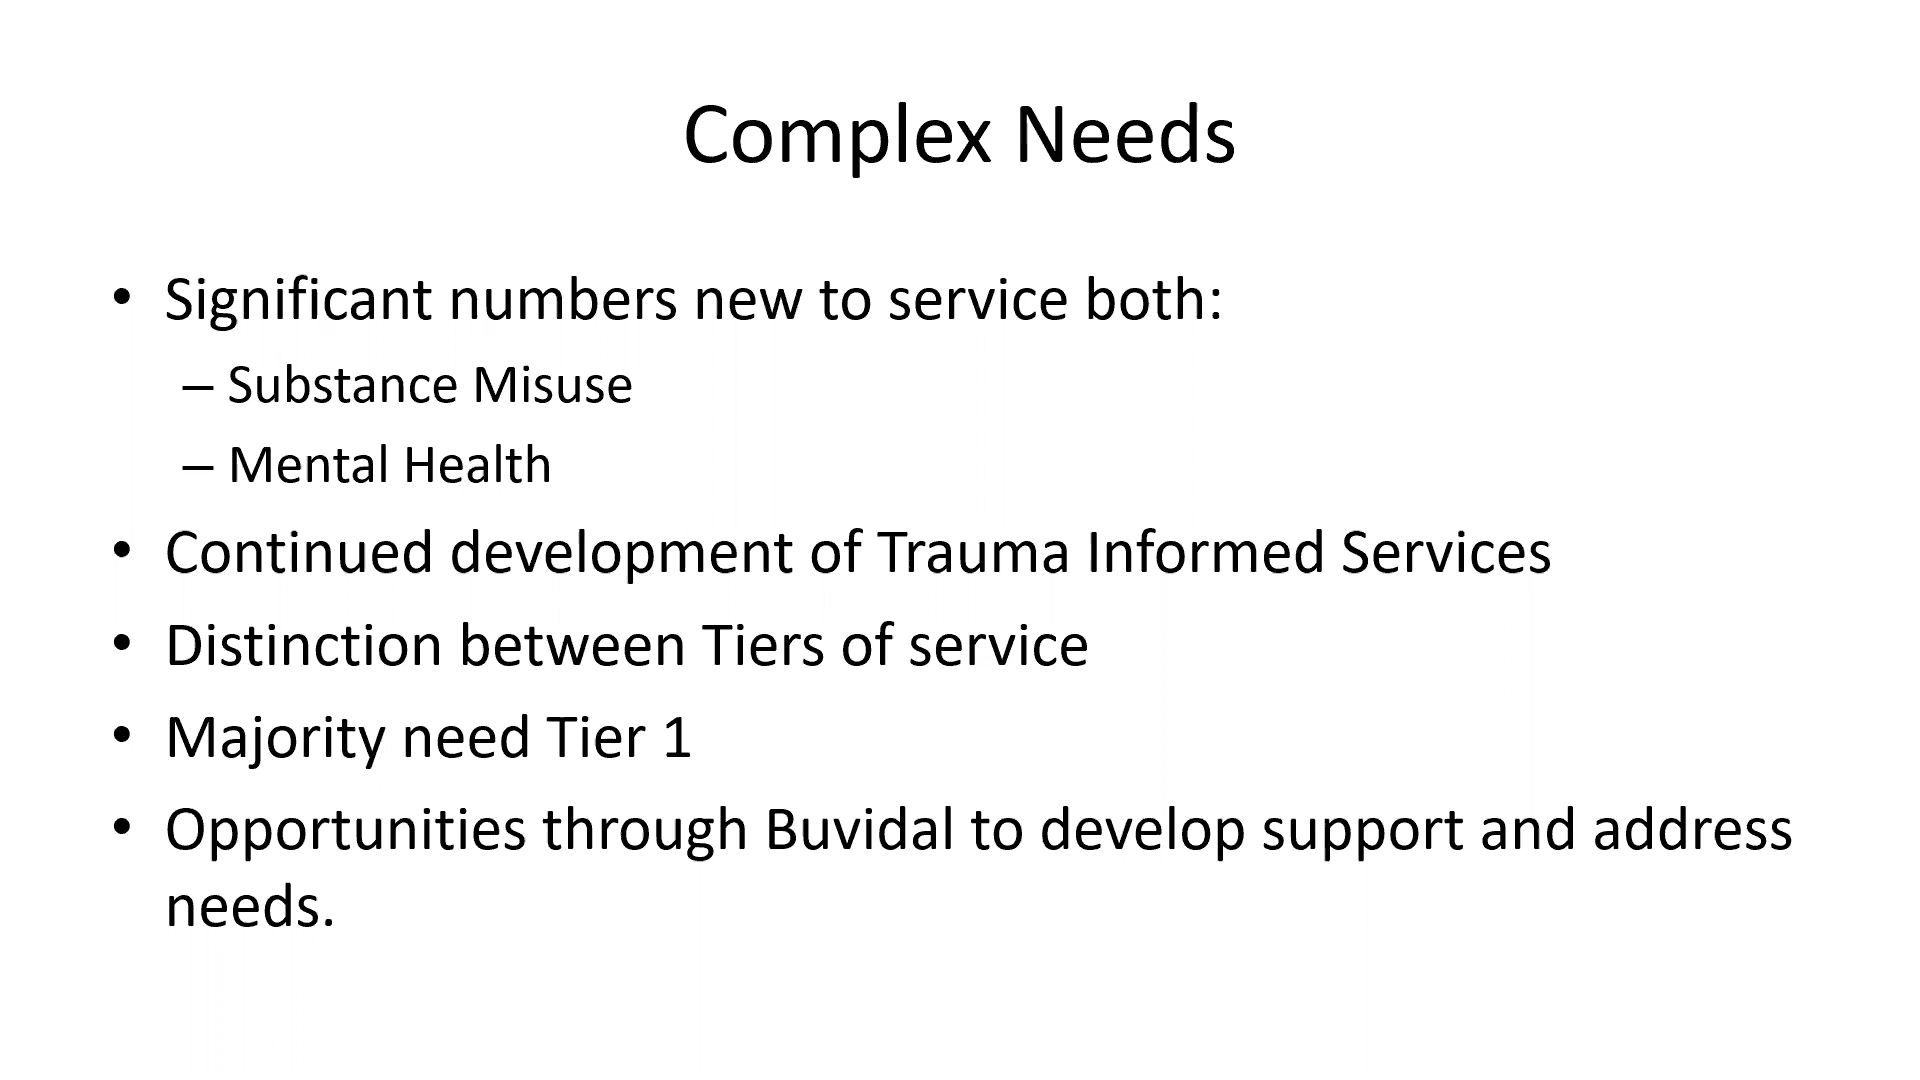 Complex Needs
• Significant numbers new to service both:
– Substance Misuse
– Mental Health
• Continued development of Trauma Informed Services
• Distinction between Tiers of service
• Majority need Tier 1
• Opportunities through Buvidal to develop support and address
needs.